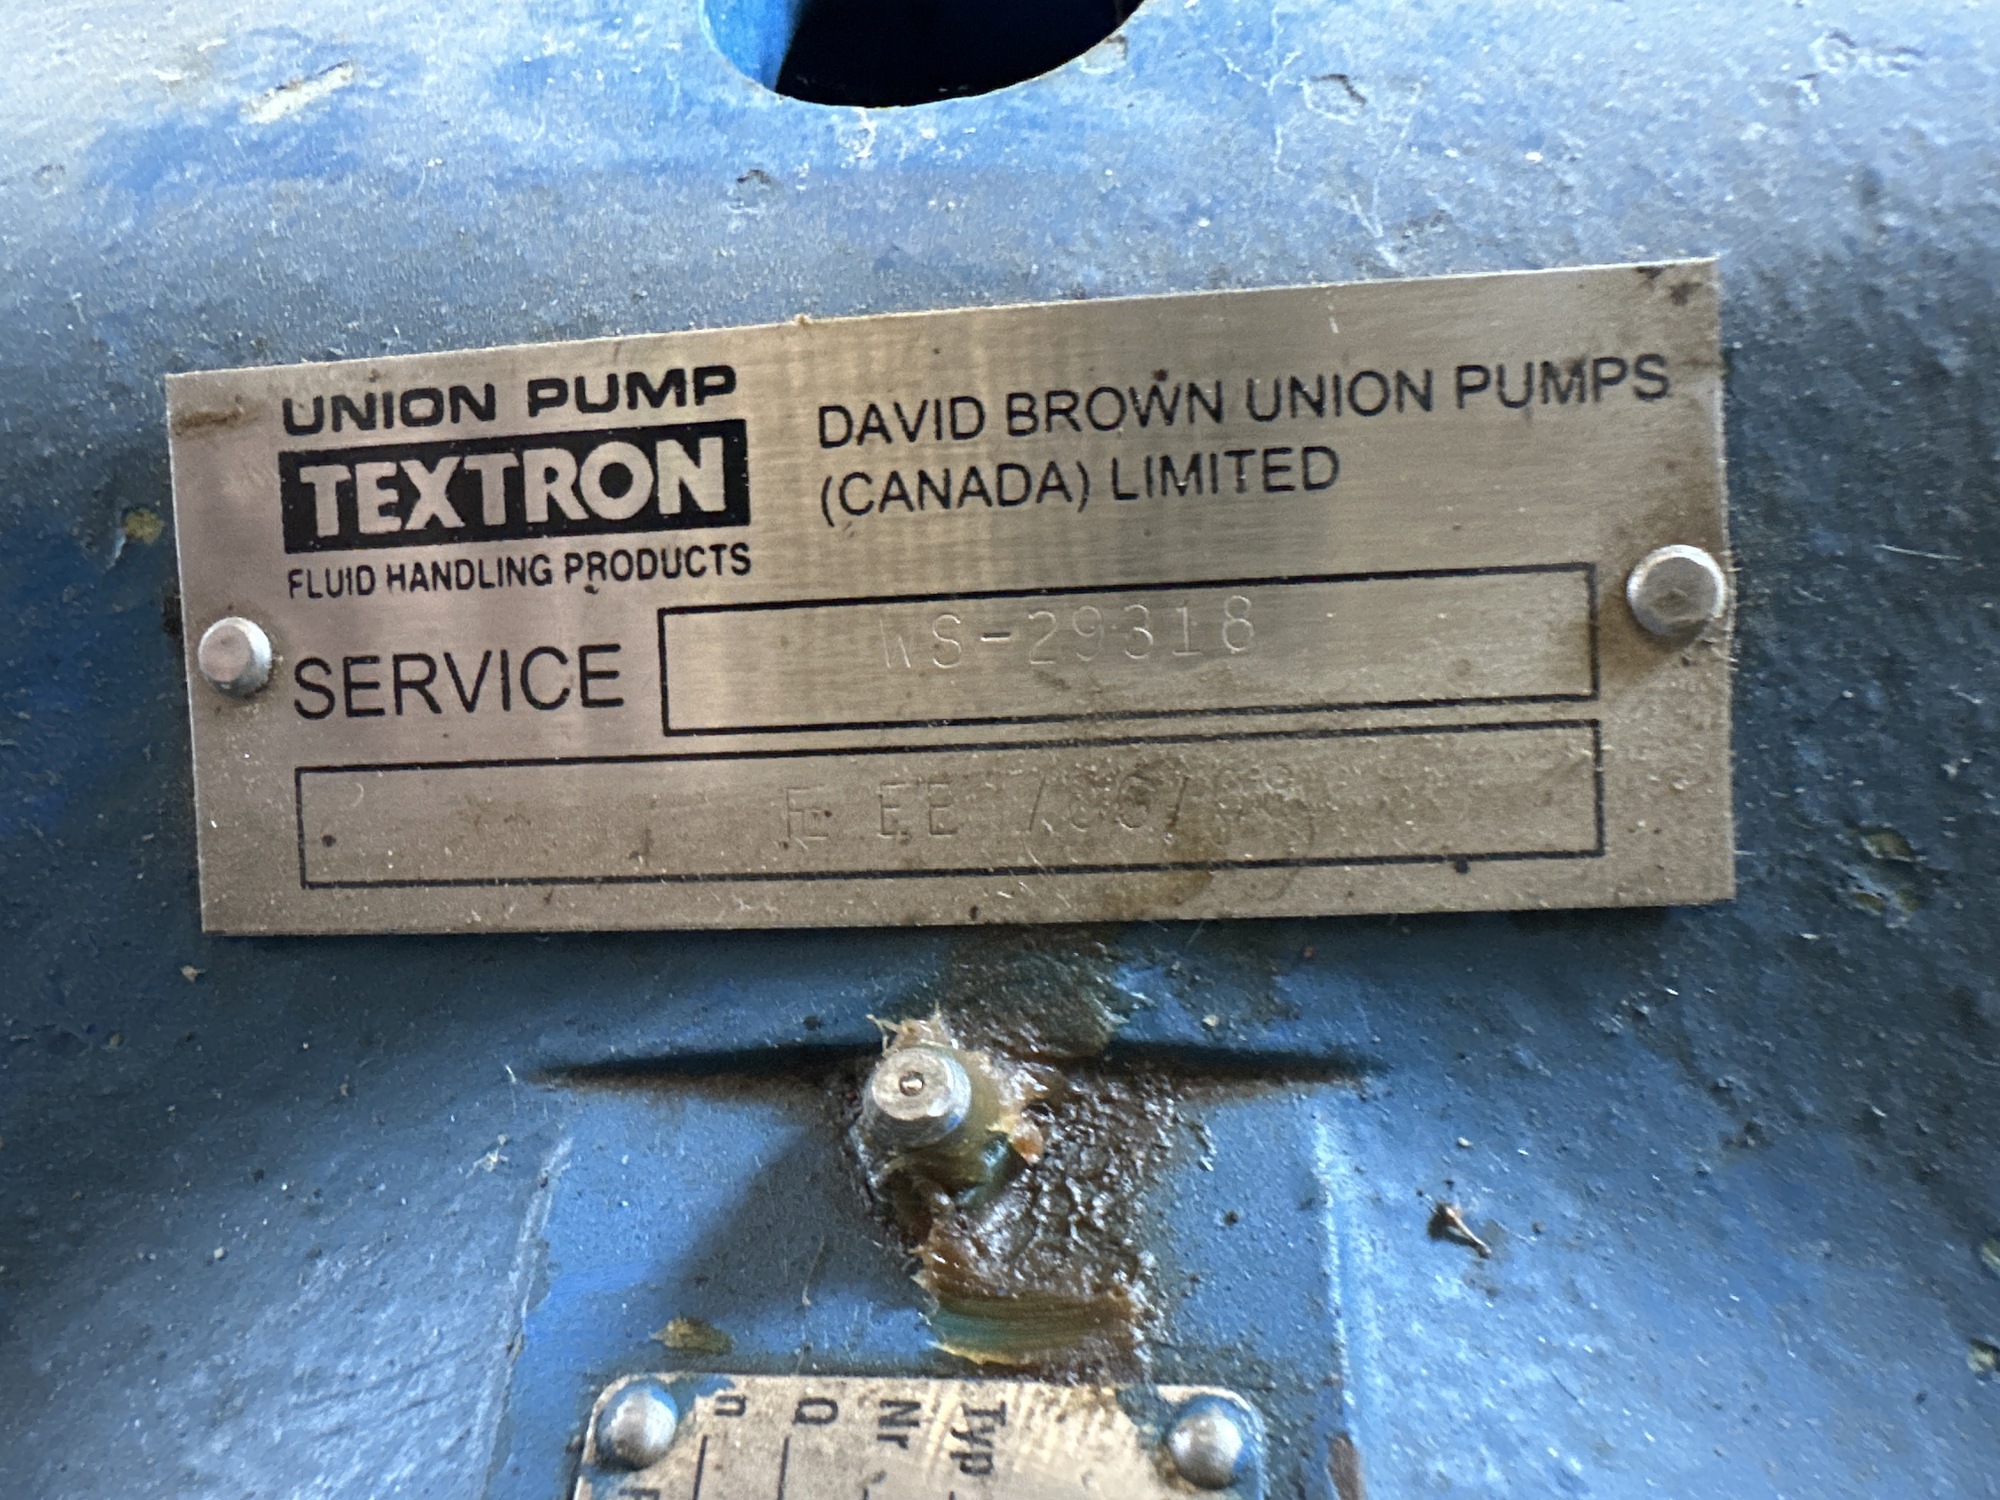 UNION PUMP
TEXTRON
FLUID HANDLING PRODUCTS
DAVID BROWN UNION PUMPS
(CANADA) LIMITED
SERVICE
WS-29318
Typ
Nr
Q
n